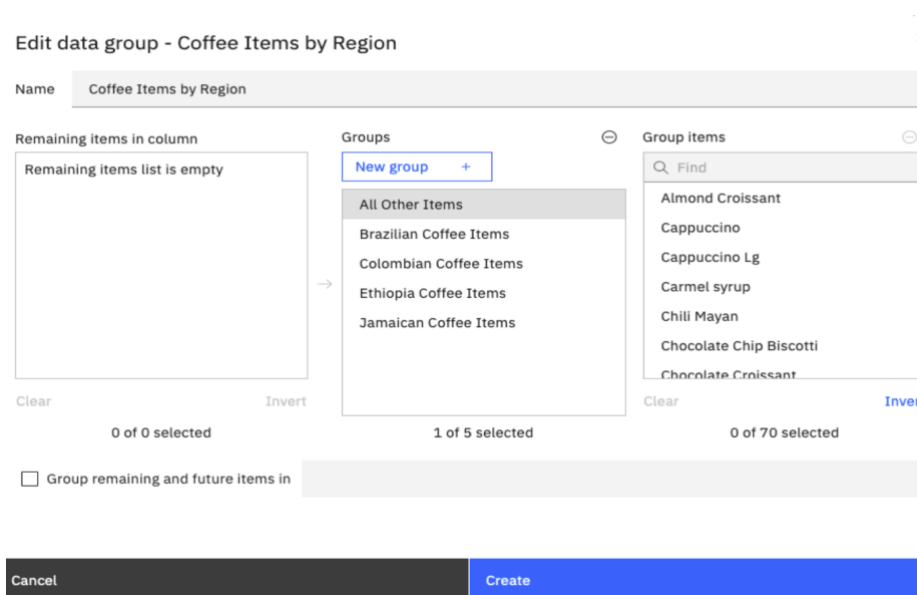 Edit data group - Coffee Items by Region
Name
Coffee Items by Region
Remaining items in column
Remaining items list is empty
Clear
Invert
0 of 0 selected
Groups
New group +
All Other Items
Brazilian Coffee Items
Colombian Coffee Items
Ethiopia Coffee Items
Jamaican Coffee Items
1 of 5 selected
Group items
Find
Almond Croissant
Cappuccino
Cappuccino Lg
Carmel syrup
Chili Mayan
Chocolate Chip Biscotti
Chocolate Croissant
Clear
Inver
0 of 70 selected
Group remaining and future items in
Cancel
Create